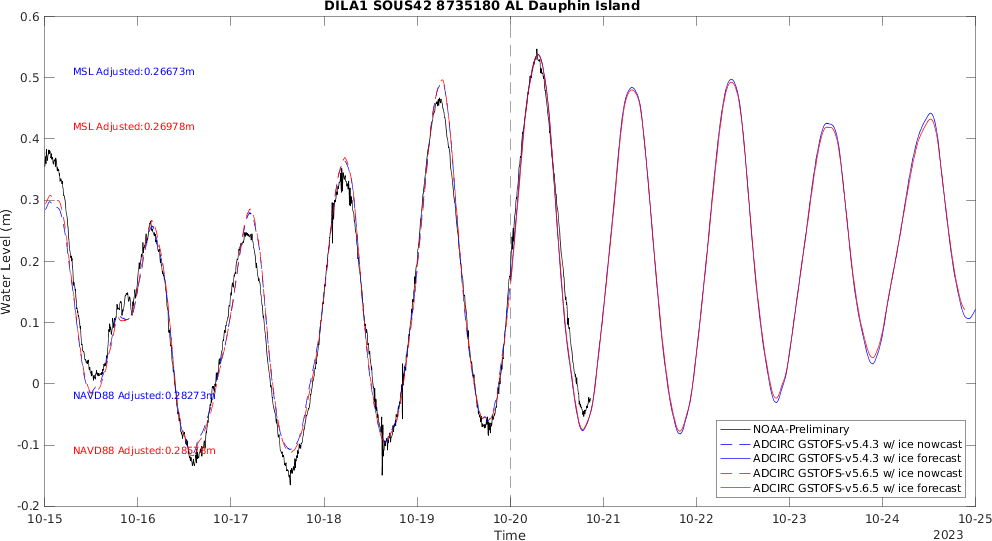 DILA1 SOUS42 8735180 AL Dauphin Island
0.6
0.5
0.4
0.3
0.2
0.1
0
-0.1
-0.2
Water Level (m)
MSL Adjusted:0.26673m
MSL Adjusted:0.26978m
NAVD88 Adjusted:0.28273m
NAVD88 Adjusted:
NOAA-Preliminary
ADCIRC GSTOFS-v5.4.3 w/ ice nowcast
ADCIRC GSTOFS-v5.4.3 w/ ice forecast
ADCIRC GSTOFS-v5.6.5 w/ ice nowcast
ADCIRC GSTOFS-v5.6.5 w/ ice forecast
10-15 10-16 10-17 10-18 10-19 10-20 10-21 10-22 10-23 10-24 10-25
Time
2023